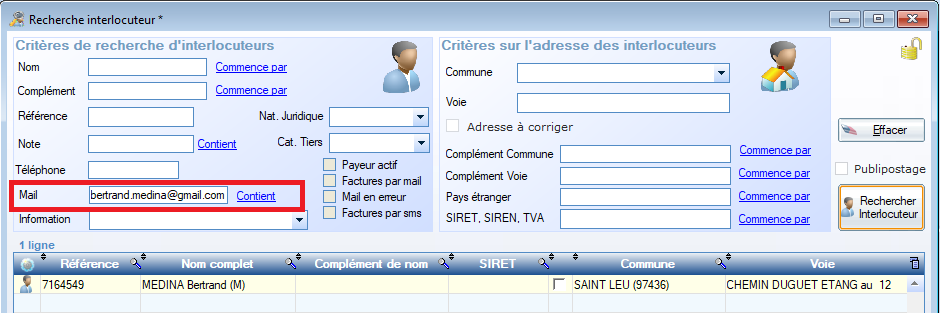 Recherche interlocuteur *
Critères de recherche d'interlocuteurs
Nom Commence par
Complément Commence par
Référence Nat. Juridique
Note Contient Cat. Tiers
Téléphone Payeur actif
Factures par mail
Mail bertrand.medina@gmail.com Contient Mail en erreur
Factures par sms
Information
Critères sur l'adresse des interlocuteurs
Commune
Voie
Adresse à corriger
Complément Commune Commence par
Complément Voie Commence par
Pays étranger Commence par
SIRET, SIREN, TVA Commence par
Effacer
Publipostage
Rechercher
Interlocuteur
1 ligne
Référence Nom complet Complément de nom SIRET Commune Voie
7164549 MEDINA Bertrand (M) SAINT LEU (97436) CHEMIN DUGUET ETANG au 12